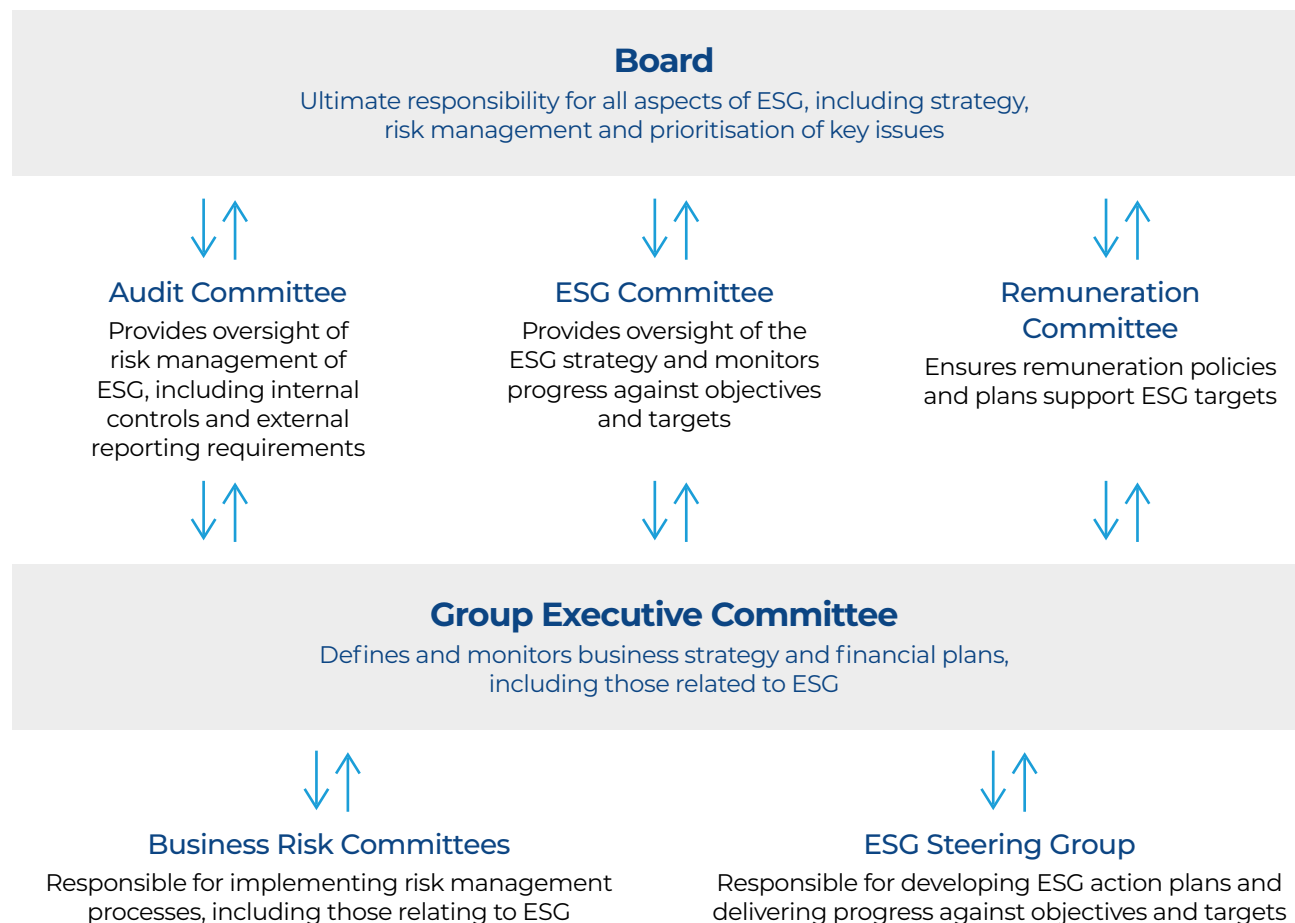 Board
Ultimate responsibility for all aspects of ESG, including strategy,
risk management and prioritisation of key issues
Audit Committee
Provides oversight of
risk management of
ESG, including internal
controls and external
reporting requirements
ESG Committee
Provides oversight of the
ESG strategy and monitors
progress against objectives
and targets
Remuneration
Committee
Ensures remuneration policies
and plans support ESG targets
Group Executive Committee
Defines and monitors business strategy and financial plans,
including those related to ESG
Business Risk Committees
Responsible for implementing risk management
processes, including those relating to ESG
ESG Steering Group
Responsible for developing ESG action plans and
delivering progress against objectives and targets